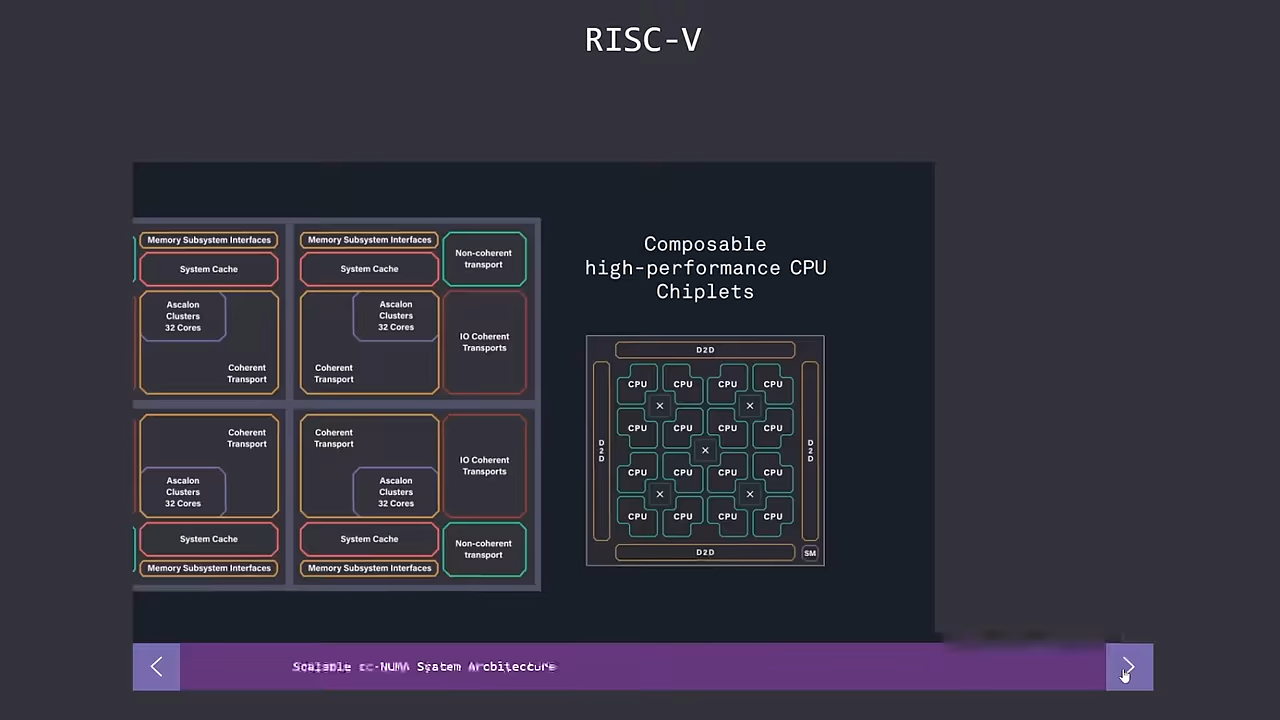 RISC-V
Memory Subsystem Interfaces
System Cache
Ascalon
Clusters
32 Cores
Coherent
Transport
Memory Subsystem Interfaces
System Cache
Ascalon
Clusters
32 Cores
Coherent
Transport
Non-coherent
transport
IO Coherent
Transports
Coherent
Transport
Ascalon
Clusters
32 Cores
System Cache
Memory Subsystem Interfaces
Coherent
Transport
Ascalon
Clusters
32 Cores
System Cache
Memory Subsystem Interfaces
IO Coherent
Transports
Non-coherent
transport
Composable
high-performance CPU
Chiplets
D2D
CPU CPU CPU CPU
CPU CPU CPU CPU
D2D
D2D
CPU CPU CPU CPU
CPU CPU CPU CPU
D2D
SM
Scalable cc-NUMA System Architecture